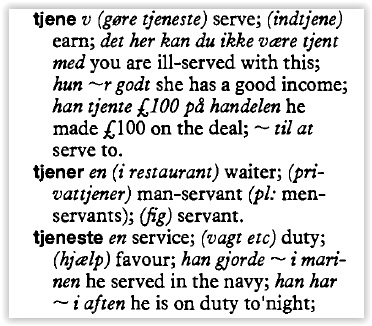 tjene v (gøre tjeneste) serve; (indtjene)
earn; det her kan du ikke være tjent
med you are ill-served with this;
hun ~r godt she has a good income;
han tjente £100 på handelen he
made £100 on the deal; ~ til at
serve to.
tjener en (i restaurant) waiter; (pri-
vattjener) man-servant (pl: men-
servants); (fig) servant.
tjeneste en service; (vagt etc) duty;
(hjælp) favour; han gjorde ~ i mari-
nen he served in the navy; han har
~ i aften he is on duty to'night;